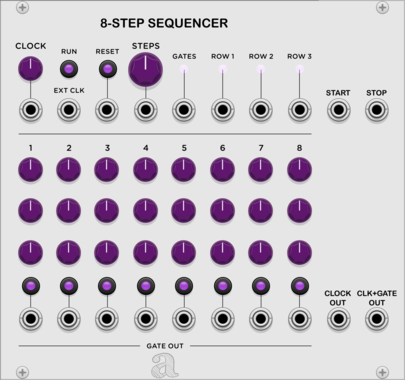 8-STEP SEQUENCER
CLOCK RUN RESET STEPS GATES ROW 1 ROW 2 ROW 3
EXT CLK
START STOP
1 2 3 4 5 6 7 8
CLOCK OUT
CLK+GATE OUT
GATE OUT
a